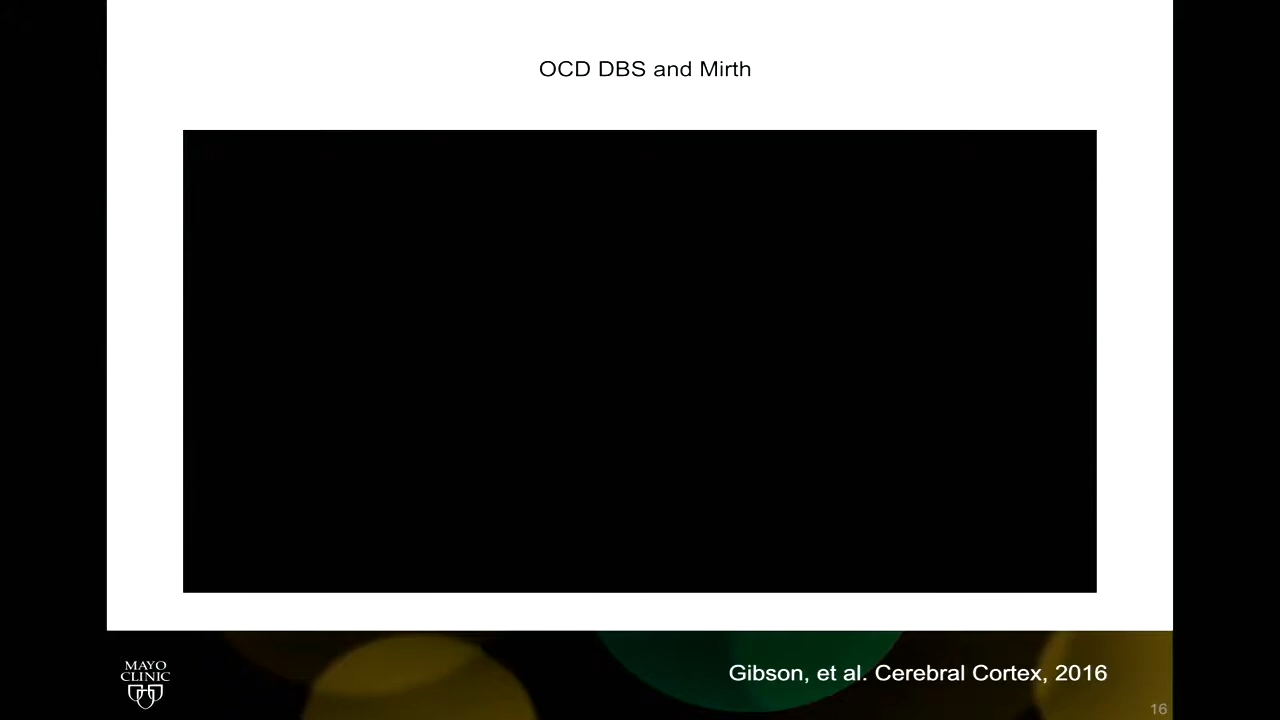 OCD DBS and Mirth
MAYO
CLINIC
Gibson, et al. Cerebral Cortex, 2016
16